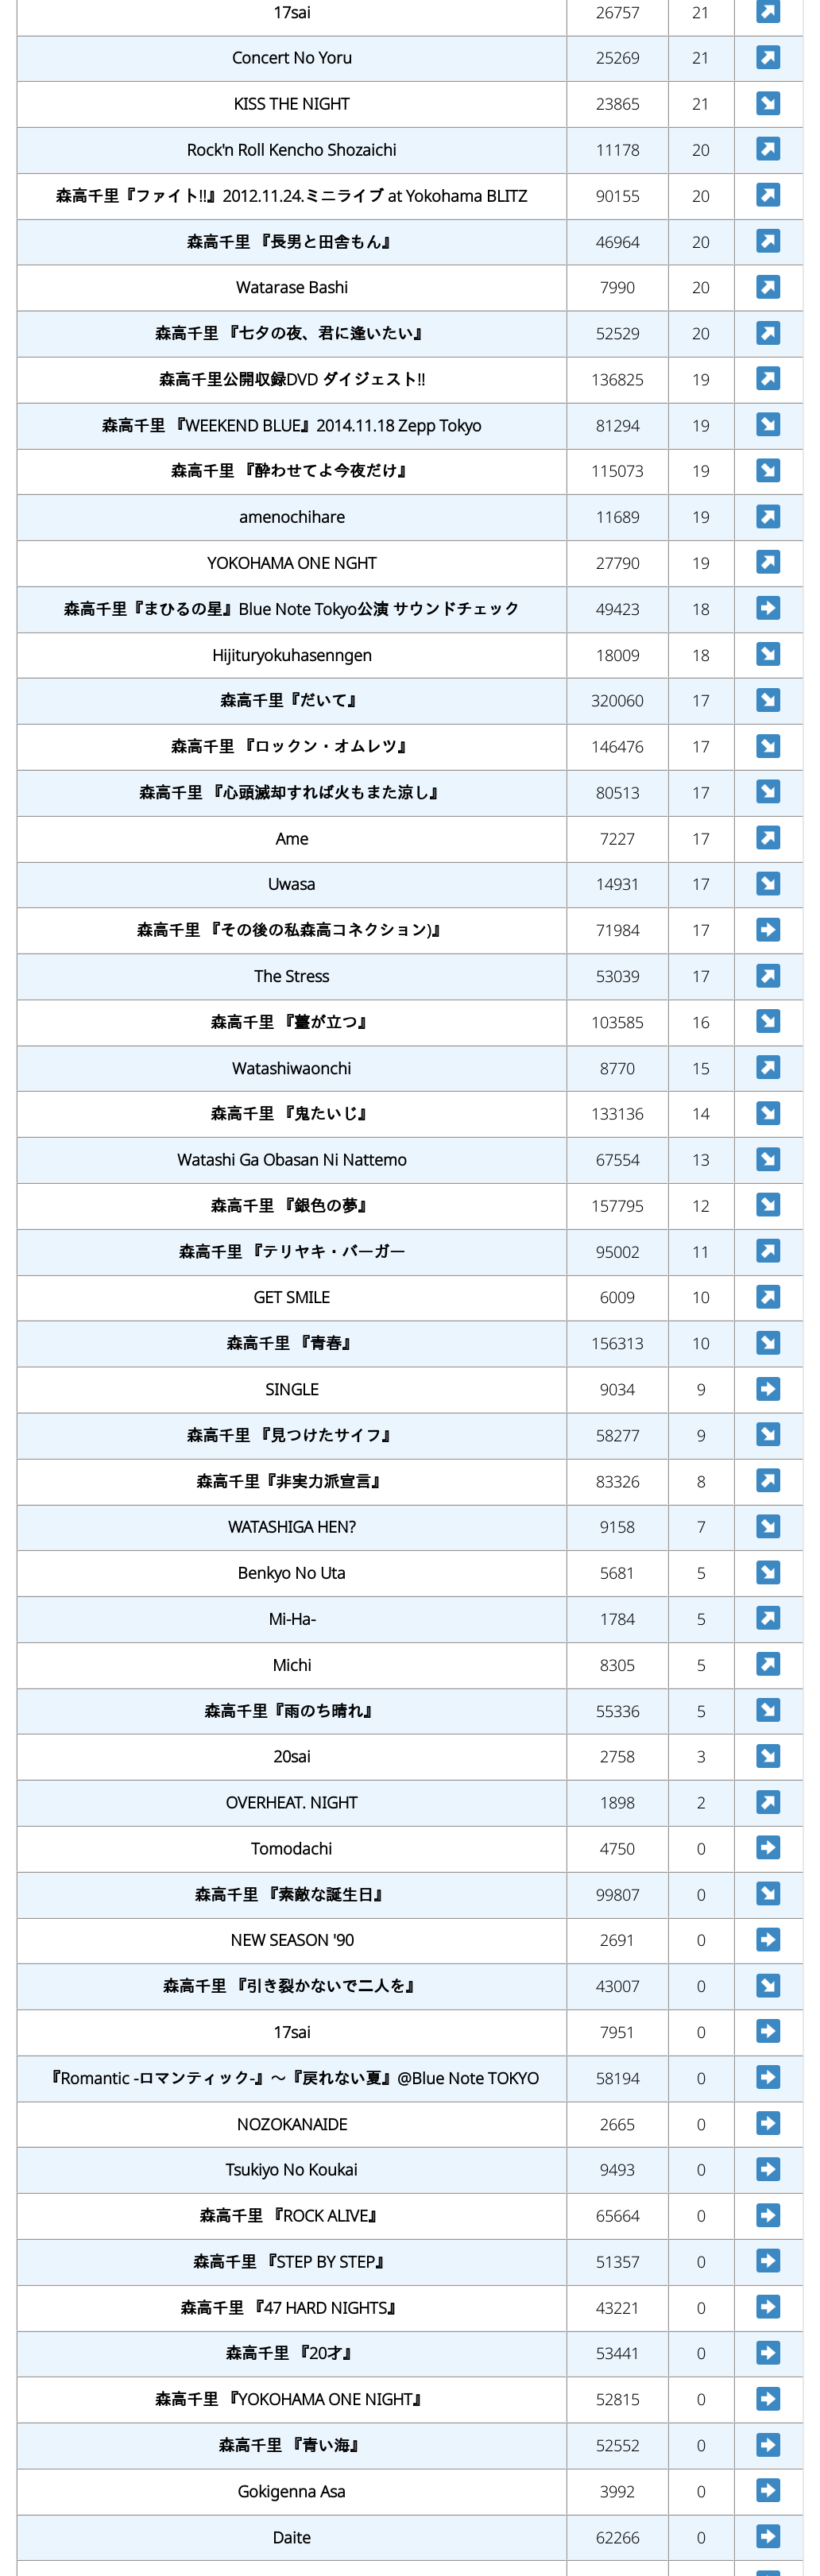 17sai 26757 21
Concert No Yoru 25269 21
KISS THE NIGHT 23865 21
Rock'n Roll Kencho Shozaichi 11178 20
森高千里『ファイト!!』2012.11.24.ミニライブ at Yokohama BLITZ 90155 20
森高千里 『長男と田舎もん』 46964 20
Watarase Bashi 7990 20
森高千里 『七夕の夜、君に逢いたい』 52529 20
森高千里公開収録DVD ダイジェスト!! 136825 19
森高千里 『WEEKEND BLUE』2014.11.18 Zepp Tokyo 81294 19
森高千里 『酔わせてよ今夜だけ』 115073 19
amenochihare 11689 19
YOKOHAMA ONE NGHT 27790 19
森高千里『まひるの星』Blue Note Tokyo公演 サウンドチェック 49423 18
Hijituryokuhasenngen 18009 18
森高千里『だいて』 320060 17
森高千里 『ロックン・オムレツ』 146476 17
森高千里 『心頭滅却すれば火もまた涼し』 80513 17
Ame 7227 17
Uwasa 14931 17
森高千里 『その後の私森高コネクション)』 71984 17
The Stress 53039 17
森高千里 『薹が立つ』 103585 16
Watashiwaonchi 8770 15
森高千里 『鬼たいじ』 133136 14
Watashi Ga Obasan Ni Nattemo 67554 13
森高千里 『銀色の夢』 157795 12
森高千里 『テリヤキ・バーガー 95002 11
GET SMILE 6009 10
森高千里 『青春』 156313 10
SINGLE 9034 9
森高千里 『見つけたサイフ』 58277 9
森高千里『非実力派宣言』 83326 8
WATASHIGA HEN? 9158 7
Benkyo No Uta 5681 5
Mi-Ha- 1784 5
Michi 8305 5
森高千里『雨のち晴れ』 55336 5
20sai 2758 3
OVERHEAT. NIGHT 1898 2
Tomodachi 4750 0
森高千里 『素敵な誕生日』 99807 0
NEW SEASON '90 2691 0
森高千里 『引き裂かないで二人を』 43007 0
17sai 7951 0
『Romantic -ロマンティック-』～『戻れない夏』@Blue Note TOKYO 58194 0
NOZOKANAIDE 2665 0
Tsukiyo No Koukai 9493 0
森高千里 『ROCK ALIVE』 65664 0
森高千里 『STEP BY STEP』 51357 0
森高千里 『47 HARD NIGHTS』 43221 0
森高千里 『20才』 53441 0
森高千里 『YOKOHAMA ONE NIGHT』 52815 0
森高千里 『青い海』 52552 0
Gokigenna Asa 3992 0
Daite 62266 0